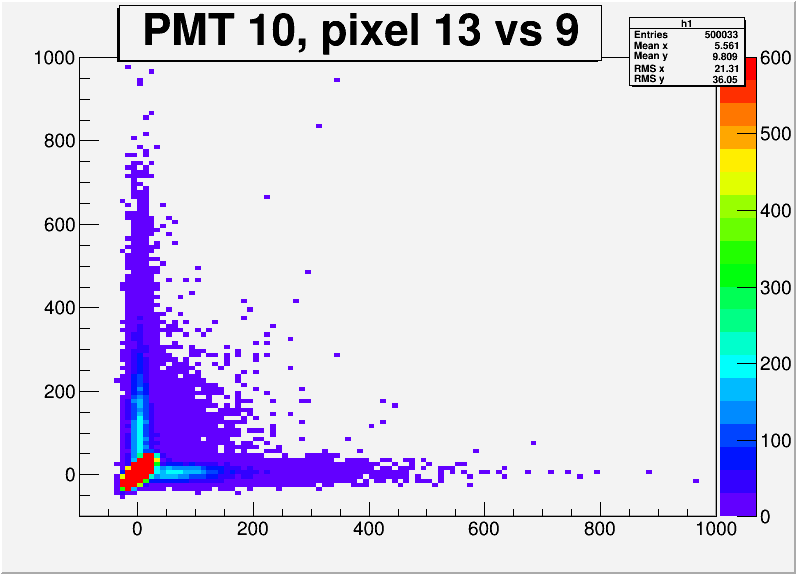 PMT 10, pixel 13 vs 9
h1
Entries 500033
Mean x 5.561
Mean y 9.809
RMS x 21.31
RMS y 36.05
1000
800
600
400
200
0
0 200 400 600 800 1000
600
500
400
300
200
100
0